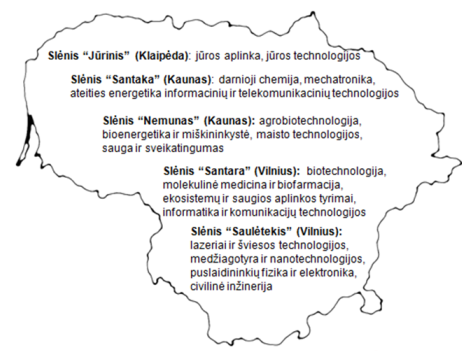 Slėnis “Jūrinis” (Klaipėda): jūros aplinka, jūros technologijos
Slėnis “Santaka” (Kaunas): darnioji chemija, mechatronika,
ateities energetika informacinių ir telekomunikacinių technologijos
Slėnis “Nemunas” (Kaunas): agrobiotechnologija,
bioenergetika ir miškininkystė, maisto technologijos,
sauga ir sveikatingumas
Slėnis “Santara” (Vilnius): biotechnologija,
molekulinė medicina ir biofarmacija,
ekosistemų ir saugios aplinkos tyrimai,
informatika ir komunikacijų technologijos
Slėnis “Saulėtekis” (Vilnius):
lazeriai ir šviesos technologijos,
medžiagotyra ir nanotechnologijos,
puslaidininkių fizika ir elektronika,
civilinė inžinerija